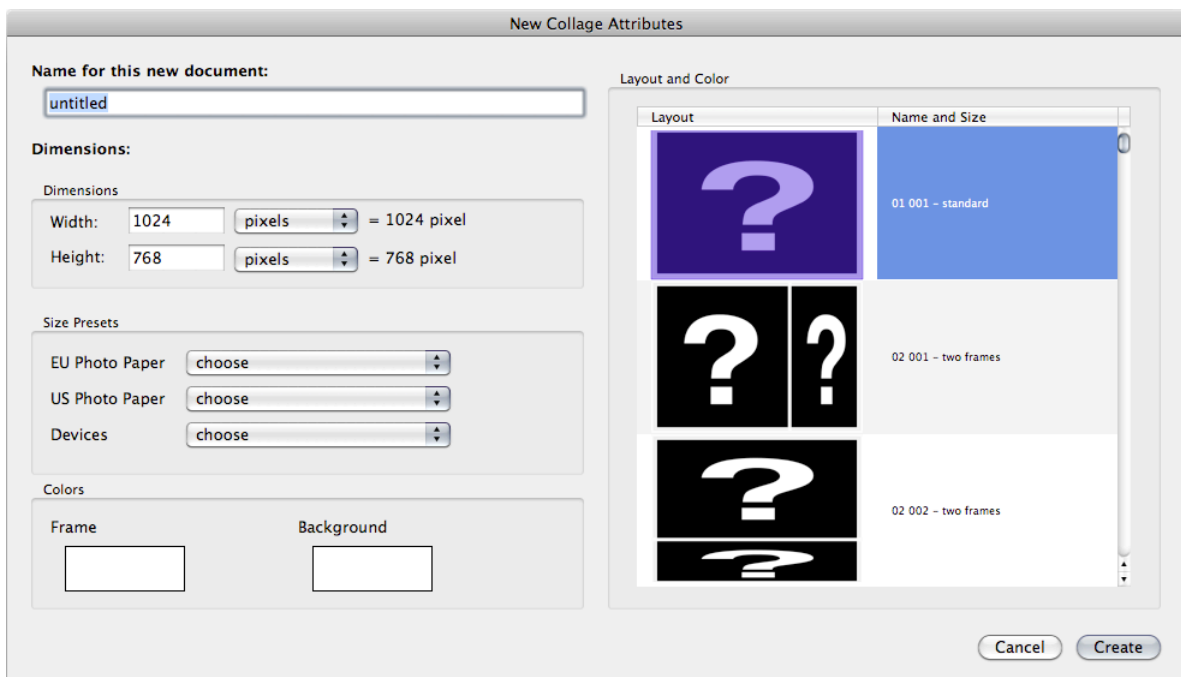 New Collage Attributes
Name for this new document:
untitled
Dimensions:
Dimensions
Width: 1024 pixels = 1024 pixel
Height: 768 pixels = 768 pixel
Size Presets
EU Photo Paper choose
US Photo Paper choose
Devices choose
Colors
Frame Background
Layout and Color
Layout Name and Size
?
01 001 – standard
? ?
02 001 – two frames
?
02 002 – two frames
?
Cancel Create